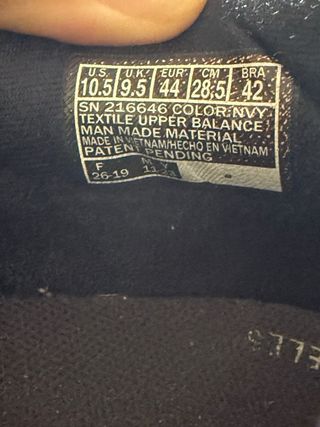 U.S. U.K. EUR CM BRA
10.5 9.5 44 28.5 42
SN 216646 COLOR:NVY
TEXTILE UPPER BALANCE
MAN MADE MATERIAL
MADE IN VIETNAM/HECHO EN VIETNAM
PATENT PENDING
F M Y
26-19